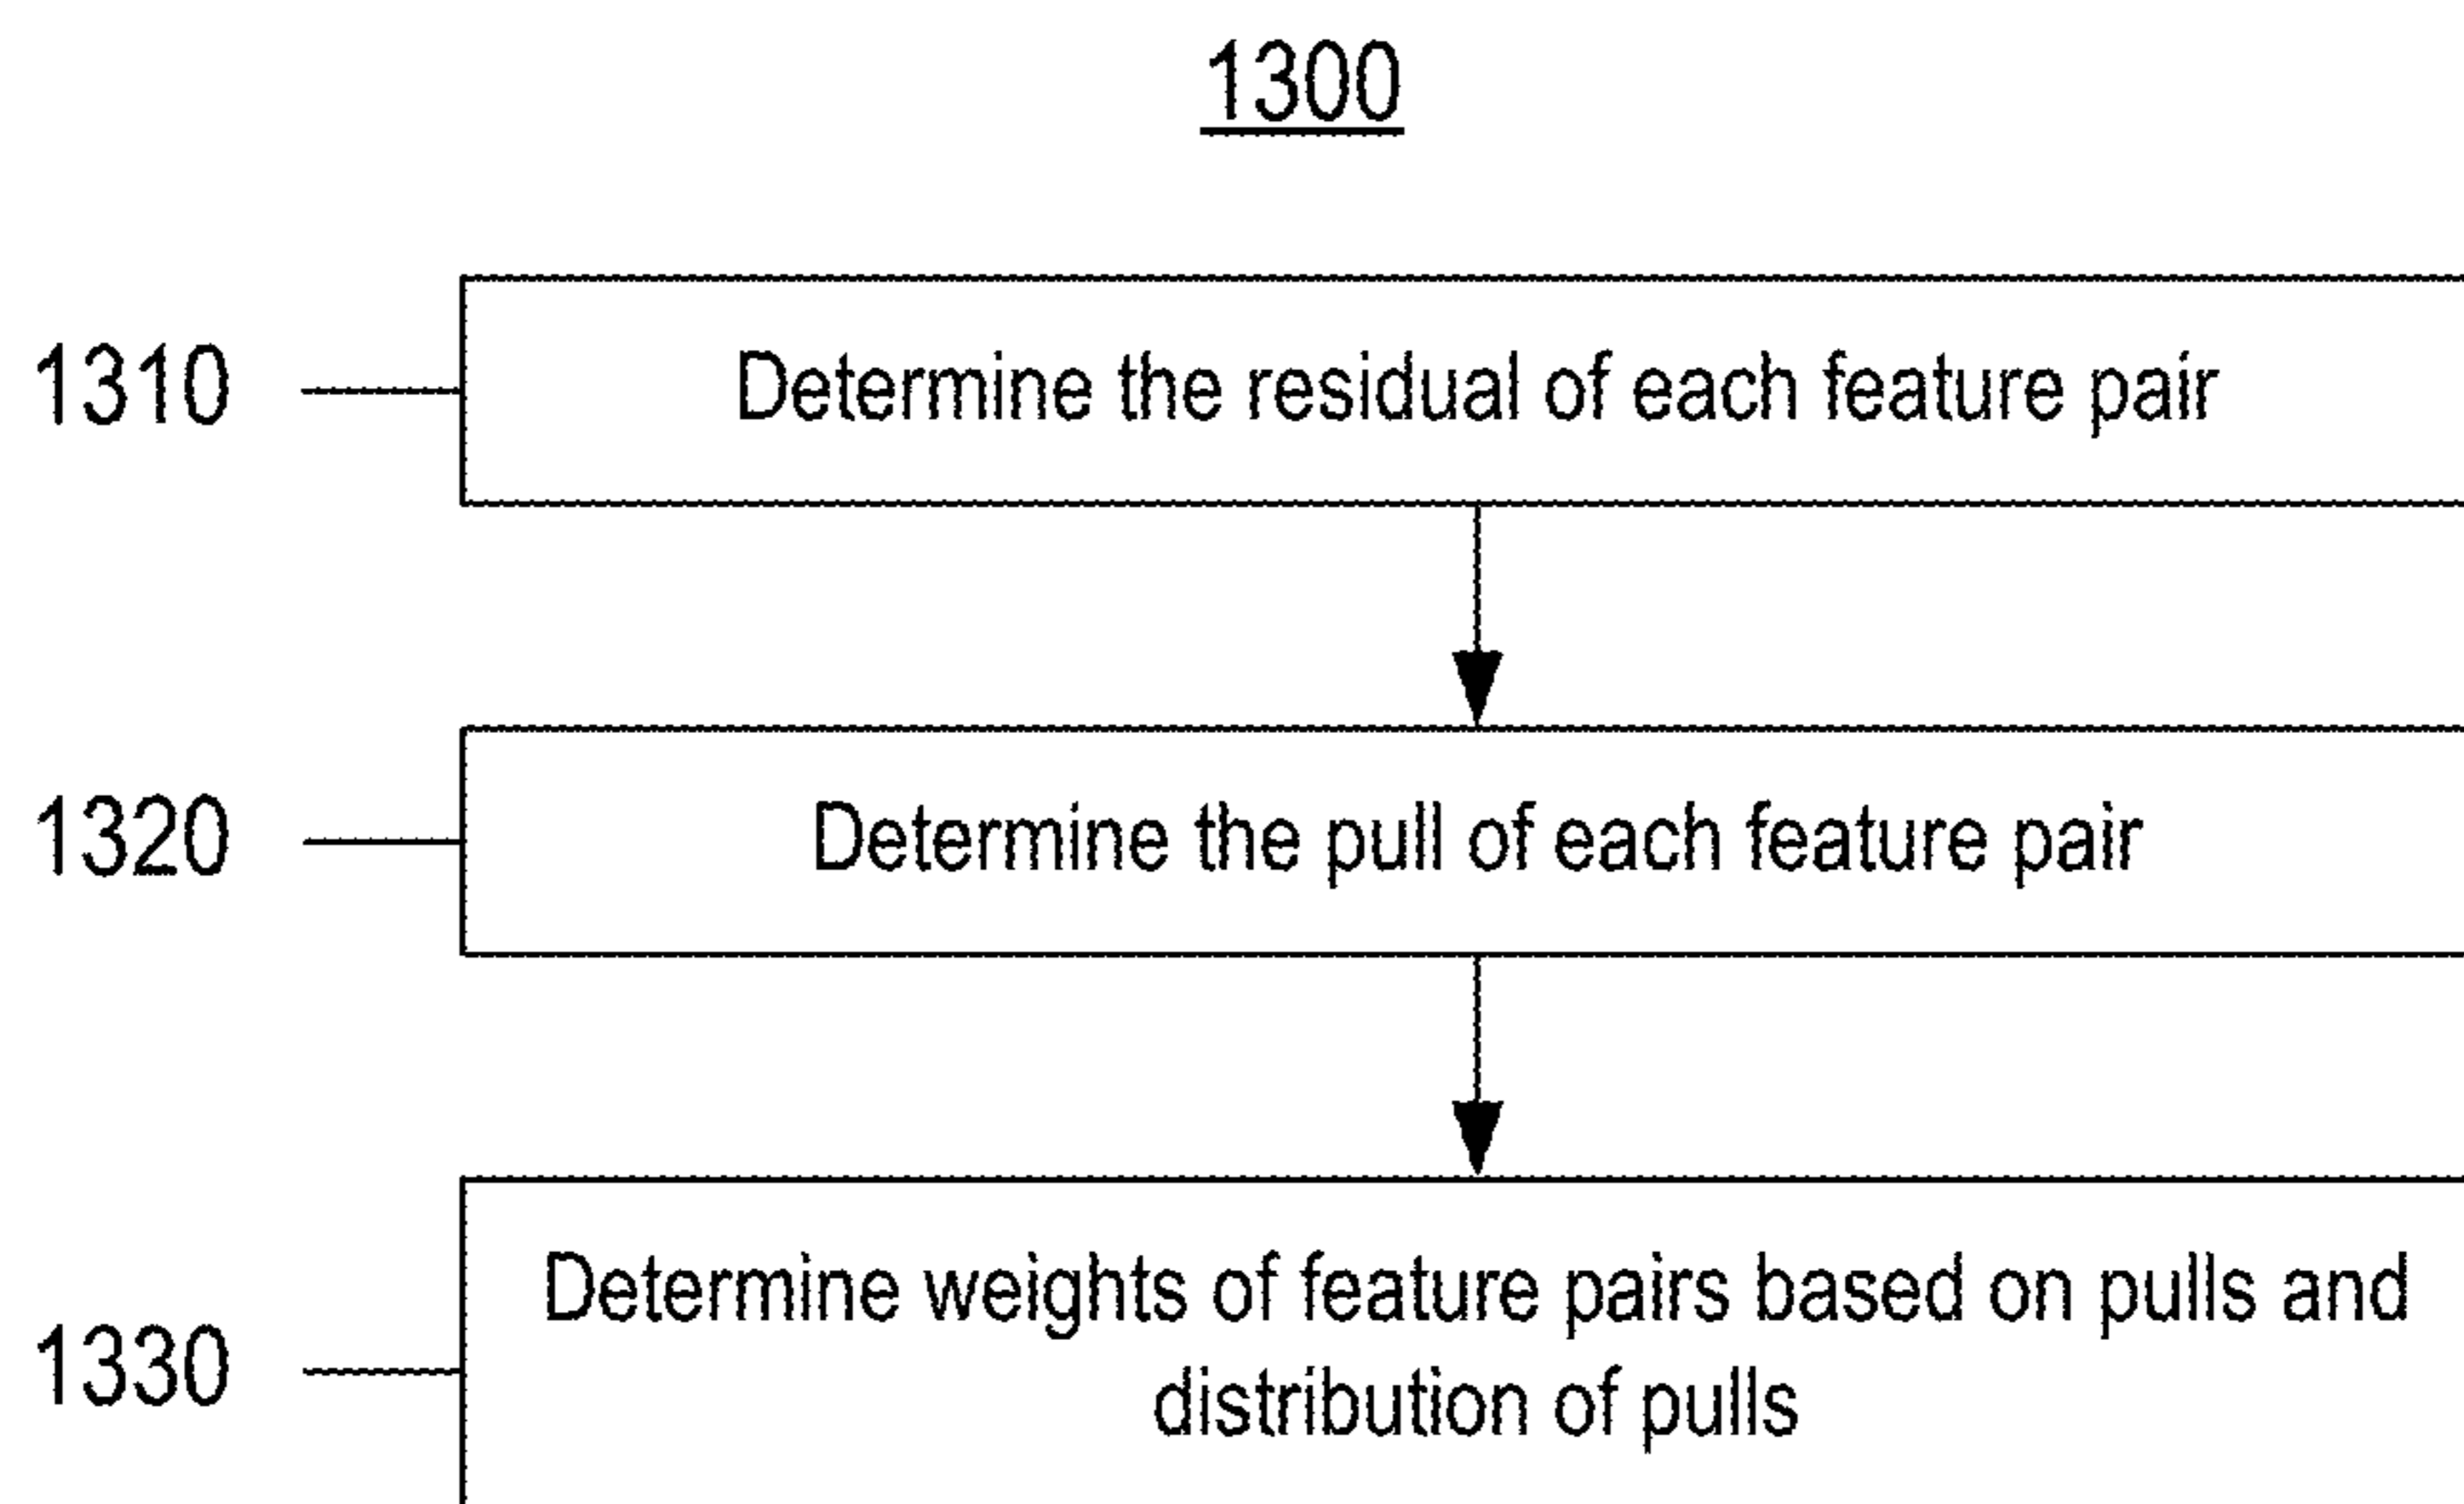 1300
1310
Determine the residual of each feature pair
1320
Determine the pull of each feature pair
1330
Determine weights of feature pairs based on pulls and
distribution of pulls